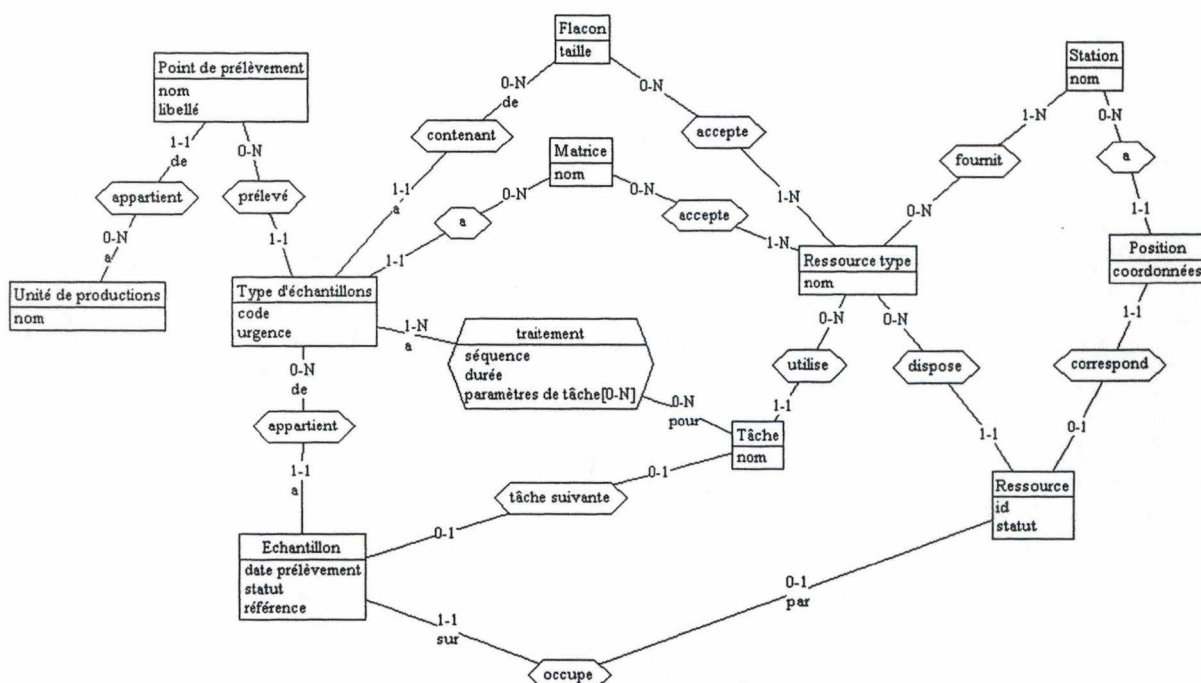 Flacon
taille
Station
nom
Point de prélèvement
nom
libellé
0-N
de
0-N
1-N
0-N
contenant
accepte
fournit
a
1-1
de
0-N
Matrice
nom
appartient
prélevé
1-1
a
0-N
0-N
a
accepte
1-N
1-N
0-N
1-1
0-N
a
1-1
1-1
Ressource type
nom
Position
coordonnées
Unité de productions
nom
Type d'échantillons
code
urgence
1-N
a
traitement
séquence
durée
paramètres de tâche[0-N]
0-N
0-N
1-1
utilise
dispose
correspond
0-N
de
0-N
pour
1-1
1-1
0-1
appartient
Tâche
nom
1-1
a
0-1
tâche suivante
Ressource
id
statut
0-1
Echantillon
date prélèvement
statut
référence
0-1
par
1-1
sur
occupe